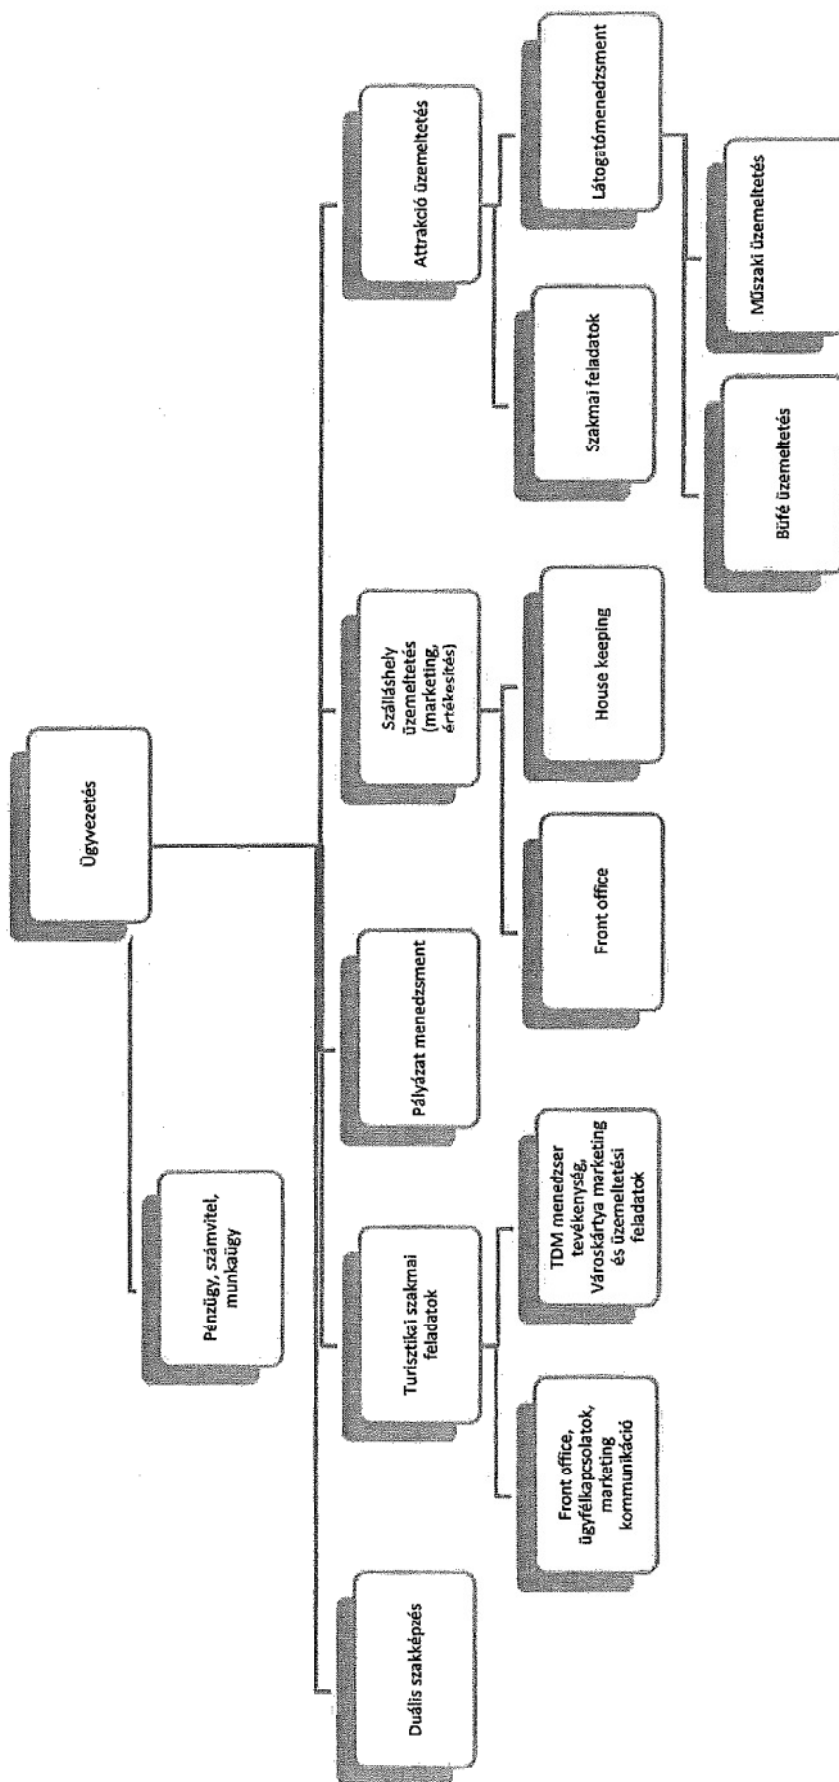 Ügyvezetés
Pénzügy, számvitel,
munkaügy
Duális szakképzés
Turisztikai szakmai
feladatok
Pályázat menedzsment
Szálláshely
üzemeltetés
(marketing,
értékesítés)
Attrakció üzemeltetés
Front office,
ügyfélkapcsolatok,
marketing
kommunikáció
TDM menedzser
tevékenység,
Városkártya marketing
és üzemeltetési
feladatok
Front office
House keeping
Szakmai feladatok
Látogatómenedzsment
Büfé üzemeltetés
Műszaki üzemeltetés